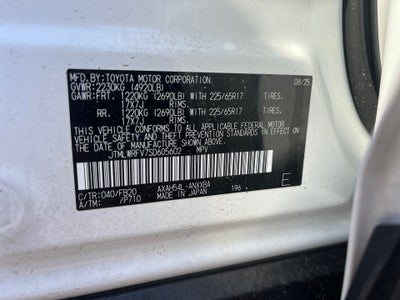 MFD.BY:TOYOTA MOTOR CORPORATION. 08/25
GVWR:2230KG (4920LB)
GAWR:FRT. 1220KG (2690LB) WITH 225/65R17 TIRES,
17X7J RIMS.
RR. 1220KG (2690LB) WITH 225/65R17 TIRES,
17X7J RIMS.
THIS VEHICLE CONFORMS TO ALL APPLICABLE FEDERAL MOTOR
VEHICLE SAFETY, BUMPER, AND THEFT PREVENTION STANDARDS
IN EFFECT ON THE DATE OF MANUFACTURE SHOWN ABOVE.
JTMLWRFV7SD605602 MPV
C/TR:040/FB20 AXAH54L-ANXXBA 196 E
A/TM: /P710 MADE IN JAPAN